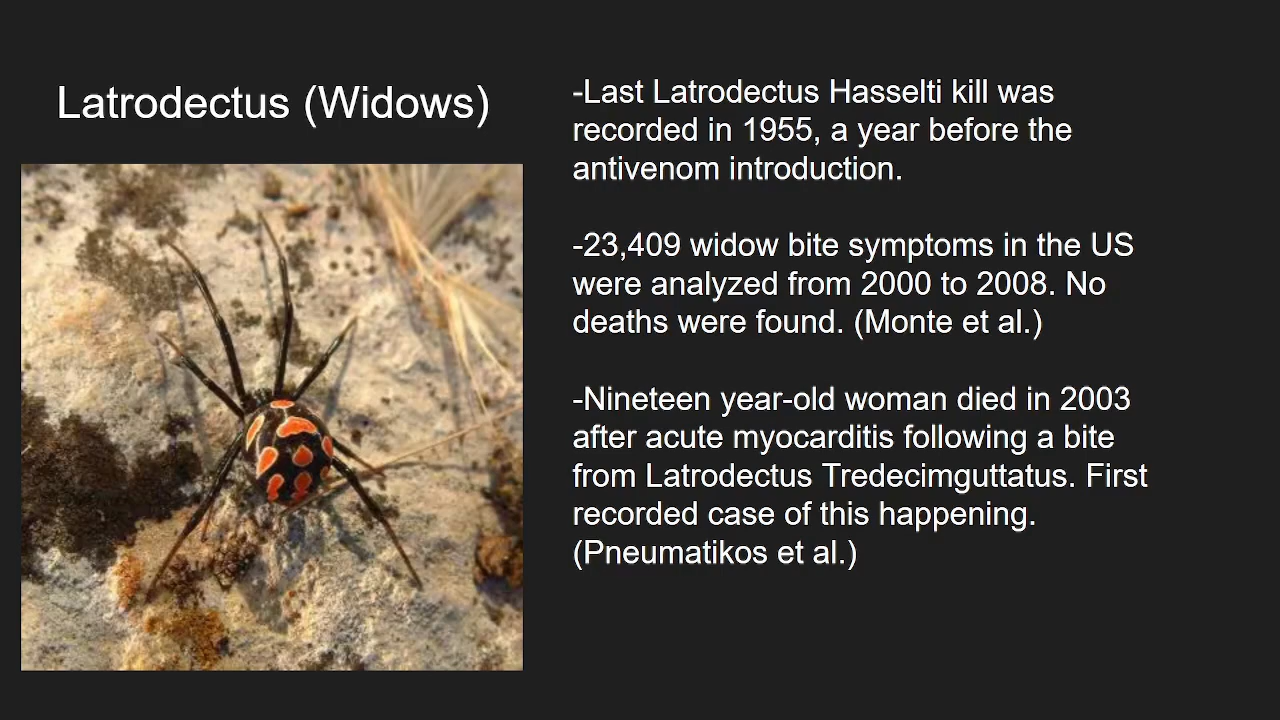 Latrodectus (Widows)
-Last Latrodectus Hasselti kill was
recorded in 1955, a year before the
antivenom introduction.
-23,409 widow bite symptoms in the US
were analyzed from 2000 to 2008. No
deaths were found. (Monte et al.)
-Nineteen year-old woman died in 2003
after acute myocarditis following a bite
from Latrodectus Tredecimguttatus. First
recorded case of this happening.
(Pneumatikos et al.)